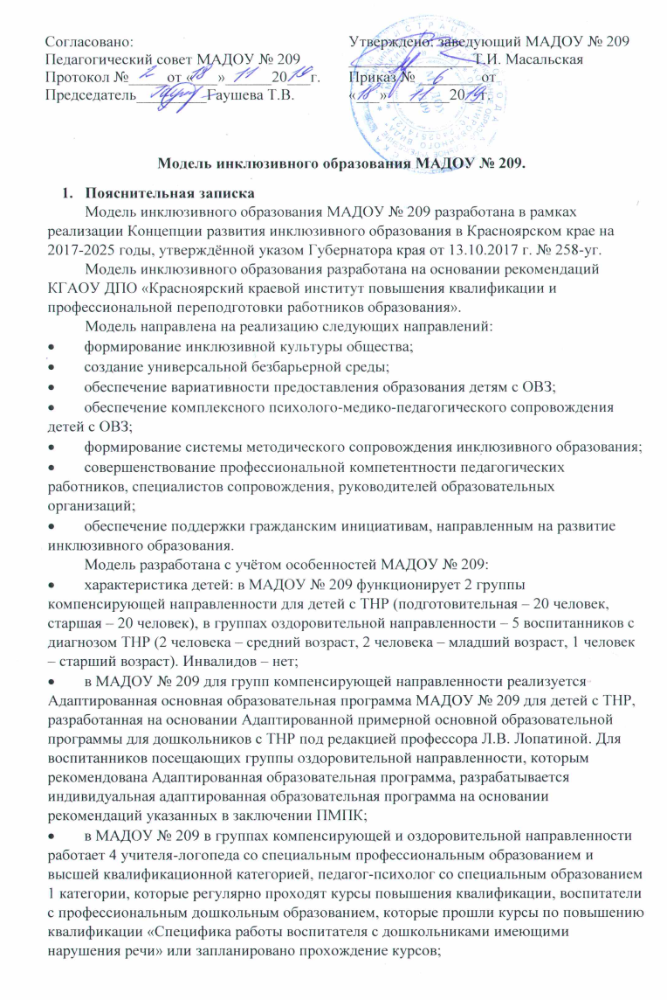 Согласовано:
Педагогический совет МАДОУ № 209
Протокол № 2 от «18» 11 2019 г.
Председатель Гаушева Т.В.
Утверждено: заведующий МАДОУ № 209
Т.И. Масальская
Приказ № 6 от
«18» 11 2019 г.
Модель инклюзивного образования МАДОУ № 209.
1. Пояснительная записка
Модель инклюзивного образования МАДОУ № 209 разработана в рамках
реализации Концепции развития инклюзивного образования в Красноярском крае на
2017-2025 годы, утверждённой указом Губернатора края от 13.10.2017 г. № 258-уг.
Модель инклюзивного образования разработана на основании рекомендаций
КГАОУ ДПО «Красноярский краевой институт повышения квалификации и
профессиональной переподготовки работников образования».
Модель направлена на реализацию следующих направлений:
• формирование инклюзивной культуры общества;
• создание универсальной безбарьерной среды;
• обеспечение вариативности предоставления образования детям с ОВЗ;
• обеспечение комплексного психолого-медико-педагогического сопровождения
детей с ОВЗ;
• формирование системы методического сопровождения инклюзивного образования;
• совершенствование профессиональной компетентности педагогических
работников, специалистов сопровождения, руководителей образовательных
организаций;
• обеспечение поддержки гражданским инициативам, направленным на развитие
инклюзивного образования.
Модель разработана с учётом особенностей МАДОУ № 209:
• характеристика детей: в МАДОУ № 209 функционирует 2 группы
компенсирующей направленности для детей с ТНР (подготовительная – 20 человек,
старшая – 20 человек), в группах оздоровительной направленности – 5 воспитанников с
диагнозом ТНР (2 человека – средний возраст, 2 человека – младший возраст, 1 человек
– старший возраст). Инвалидов – нет;
• в МАДОУ № 209 для групп компенсирующей направленности реализуется
Адаптированная основная образовательная программа МАДОУ № 209 для детей с ТНР,
разработанная на основании Адаптированной примерной основной образовательной
программы для дошкольников с ТНР под редакцией профессора Л.В. Лопатиной. Для
воспитанников посещающих группы оздоровительной направленности, которым
рекомендована Адаптированная образовательная программа, разрабатывается
индивидуальная адаптированная образовательная программа на основании
рекомендаций указанных в заключении ПМПК;
• в МАДОУ № 209 в группах компенсирующей и оздоровительной направленности
работает 4 учителя-логопеда со специальным профессиональным образованием и
высшей квалификационной категорией, педагог-психолог со специальным образованием
1 категории, которые регулярно проходят курсы повышения квалификации, воспитатели
с профессиональным дошкольным образованием, которые прошли курсы по повышению
квалификации «Специфика работы воспитателя с дошкольниками имеющими
нарушения речи» или запланировано прохождение курсов;